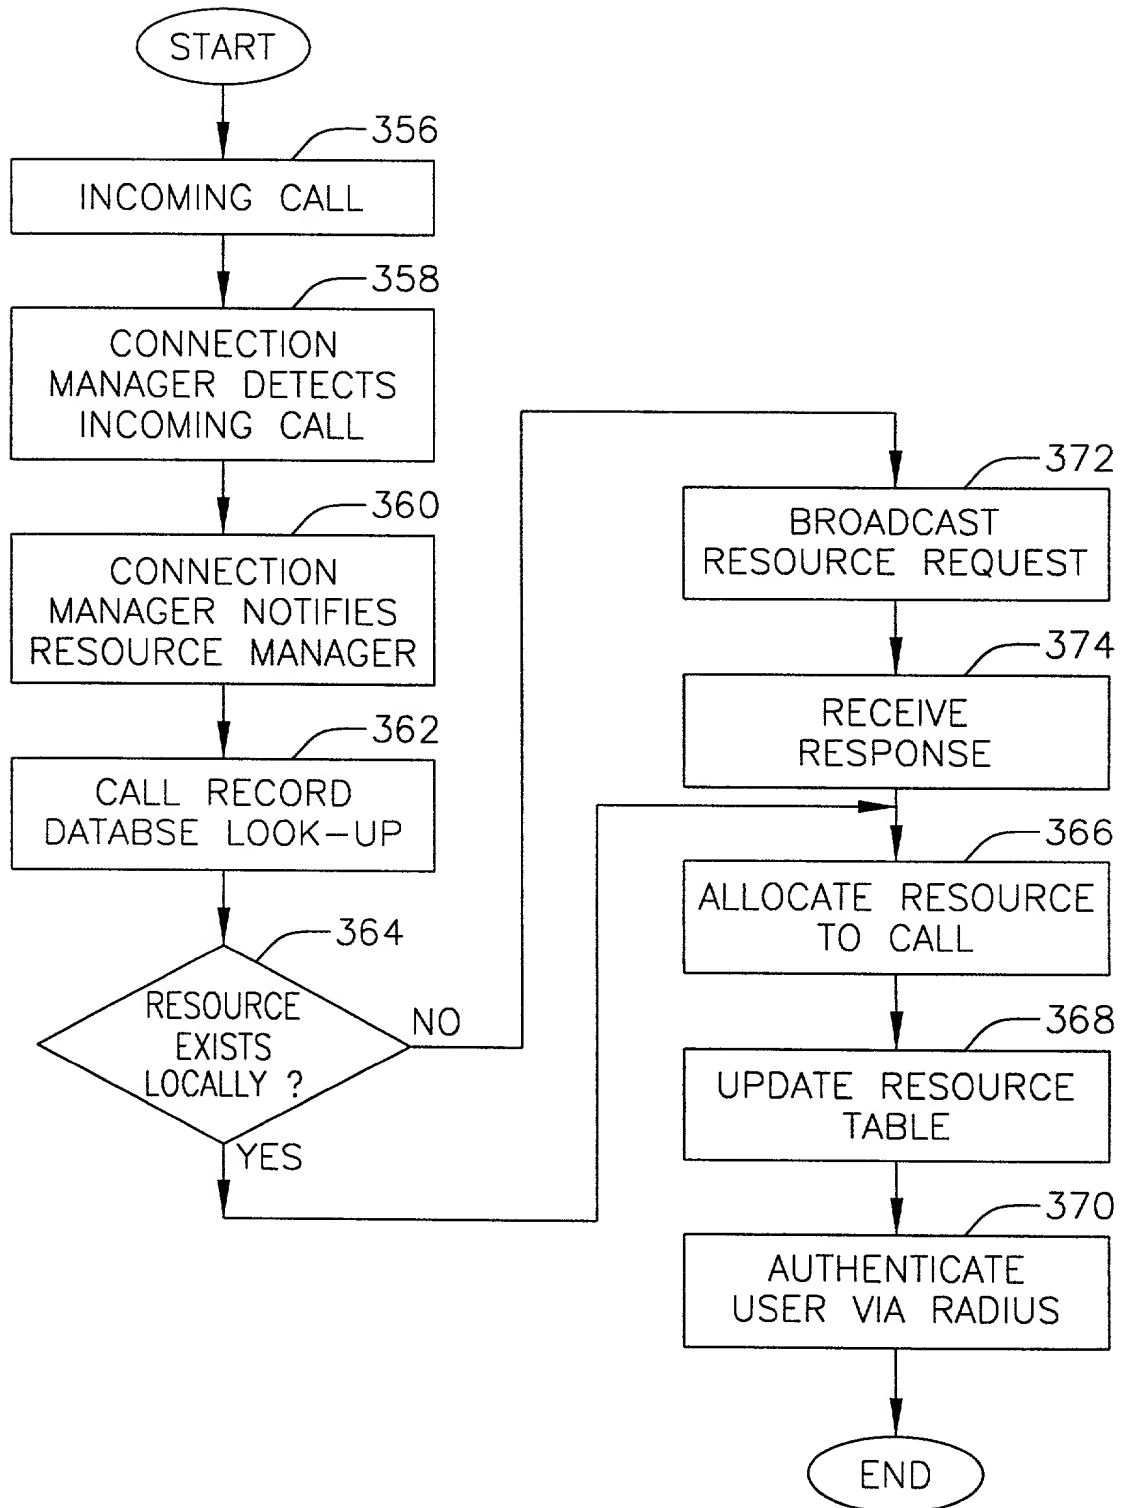 START
356
INCOMING CALL
358
CONNECTION
MANAGER DETECTS
INCOMING CALL
360
CONNECTION
MANAGER NOTIFIES
RESOURCE MANAGER
362
CALL RECORD
DATABSE LOOK-UP
364
RESOURCE
EXISTS
LOCALLY ?
NO
YES
372
BROADCAST
RESOURCE REQUEST
374
RECEIVE
RESPONSE
366
ALLOCATE RESOURCE
TO CALL
368
UPDATE RESOURCE
TABLE
370
AUTHENTICATE
USER VIA RADIUS
END